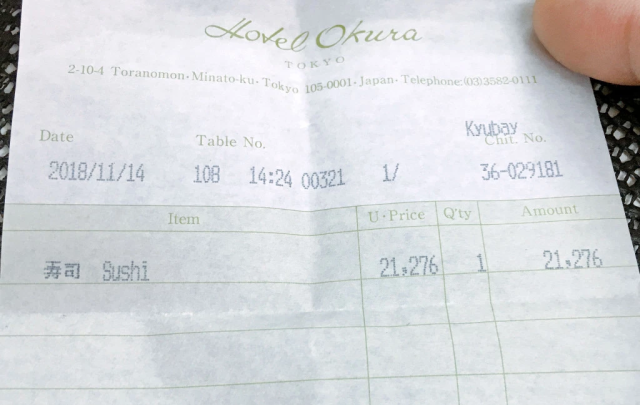 Hotel Okura
TOKYO
2-10-4 Toranomon・Minato-ku・Tokyo 105-0001・Japan・Telephone:(03)3582-0111
Kyubay
Date Table No. Chit. No.
2018/11/14 108 14:24 00321 1/ 36-029181
Item U・Price Q'ty Amount
寿司 Sushi 21,276 1 21,276